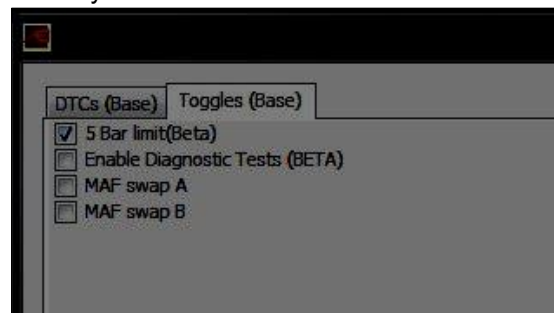 DTCs (Base) Toggles (Base)
5 Bar limit(Beta)
Enable Diagnostic Tests (BETA)
MAF swap A
MAF swap B